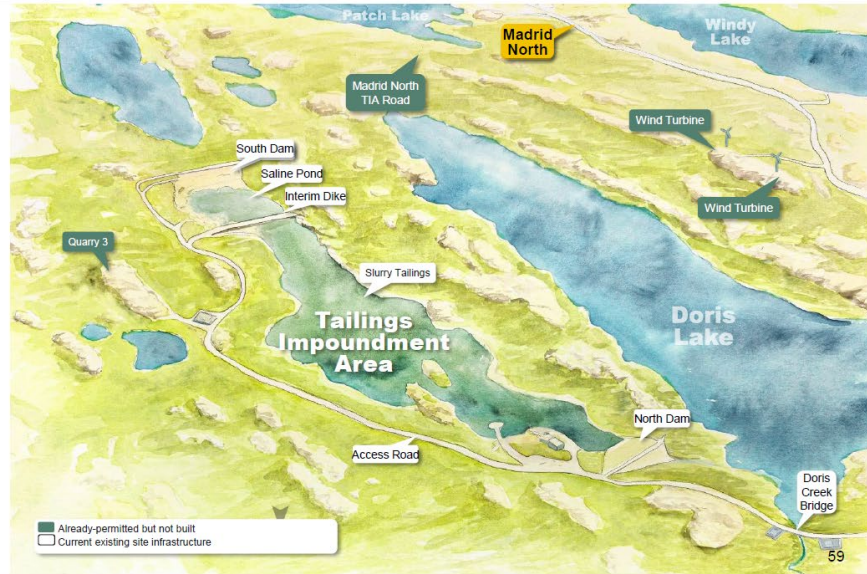 Patch Lake
Madrid
North
Windy
Lake
Madrid North
TIA Road
Wind Turbine
South Dam
Saline Pond
Interim Dike
Wind Turbine
Quarry 3
Slurry Tailings
Tailings
Impoundment
Area
Doris
Lake
North Dam
Access Road
Doris
Creek
Bridge
Already-permitted but not built
Current existing site infrastructure
59